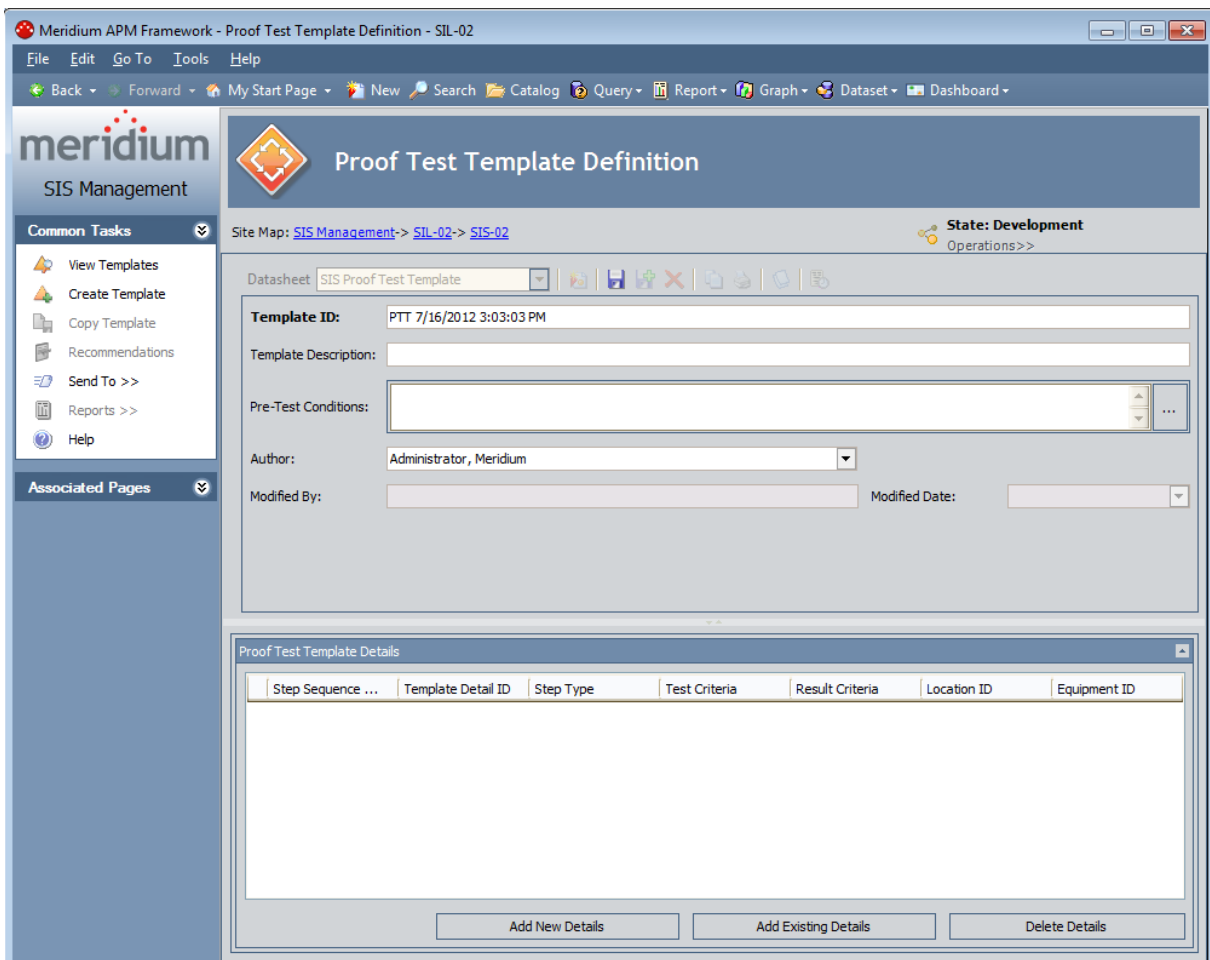 Meridium APM Framework - Proof Test Template Definition - SIL-02
File Edit Go To Tools Help
Back Forward My Start Page New Search Catalog Query Report Graph Dataset Dashboard
meridium
SIS Management
Proof Test Template Definition
Common Tasks
Site Map: SIS Management-> SIL-02-> SIS-02
State: Development
Operations>>
View Templates
Create Template
Copy Template
Recommendations
Send To >>
Reports >>
Help
Associated Pages
Datasheet SIS Proof Test Template
Template ID: PTT 7/16/2012 3:03:03 PM
Template Description:
Pre-Test Conditions: ...
Author: Administrator, Meridium
Modified By: Modified Date:
Proof Test Template Details
Step Sequence ... Template Detail ID Step Type Test Criteria Result Criteria Location ID Equipment ID
Add New Details Add Existing Details Delete Details